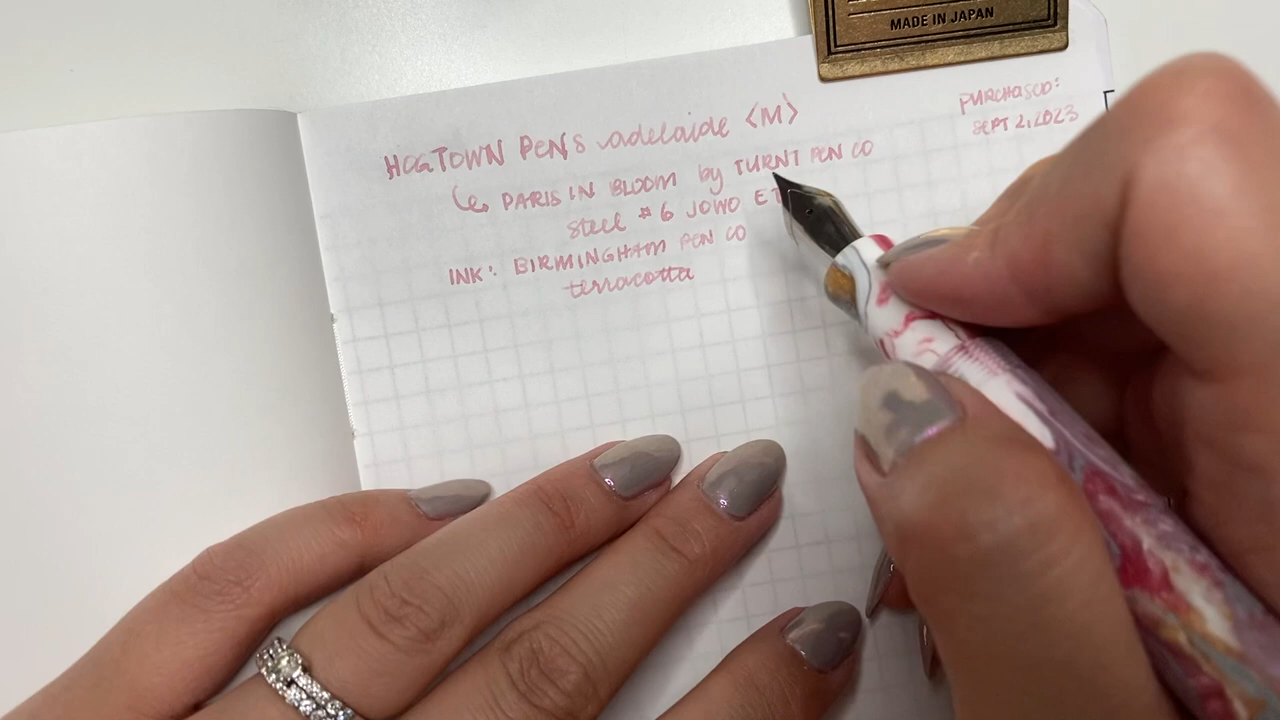 MADE IN JAPAN
HOGTOWN PENS adelaide <M>
PURCHASED:
SEPT 2, 2023
↳ PARIS IN BLOOM by TURNT PEN CO
steel #6 JOWO
INK: BIRMINGHAM PEN CO
terracotta